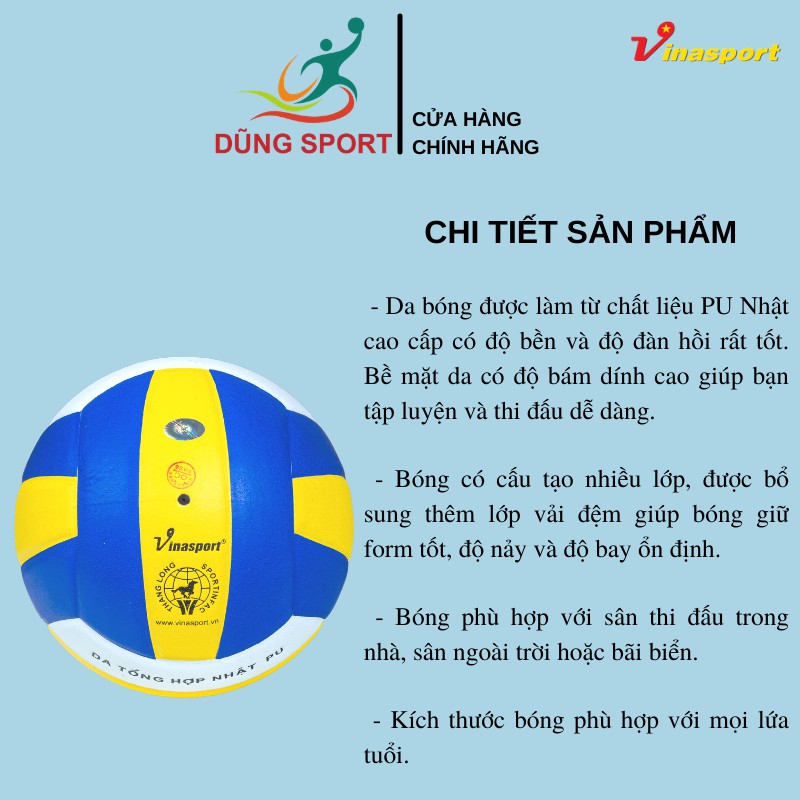 DŨNG SPORT
CỬA HÀNG
CHÍNH HÃNG
Vinasport
CHI TIẾT SẢN PHẨM
- Da bóng được làm từ chất liệu PU Nhật
cao cấp có độ bền và độ đàn hồi rất tốt.
Bề mặt da có độ bám dính cao giúp bạn
tập luyện và thi đấu dễ dàng.
- Bóng có cấu tạo nhiều lớp, được bổ
sung thêm lớp vải đệm giúp bóng giữ
form tốt, độ nảy và độ bay ổn định.
- Bóng phù hợp với sân thi đấu trong
nhà, sân ngoài trời hoặc bãi biển.
- Kích thước bóng phù hợp với mọi lứa
tuổi.
Vinasport®
THANG LONG SPORTINFAC
www.vinasport.vn
DA TỔNG HỢP NHẬT PU